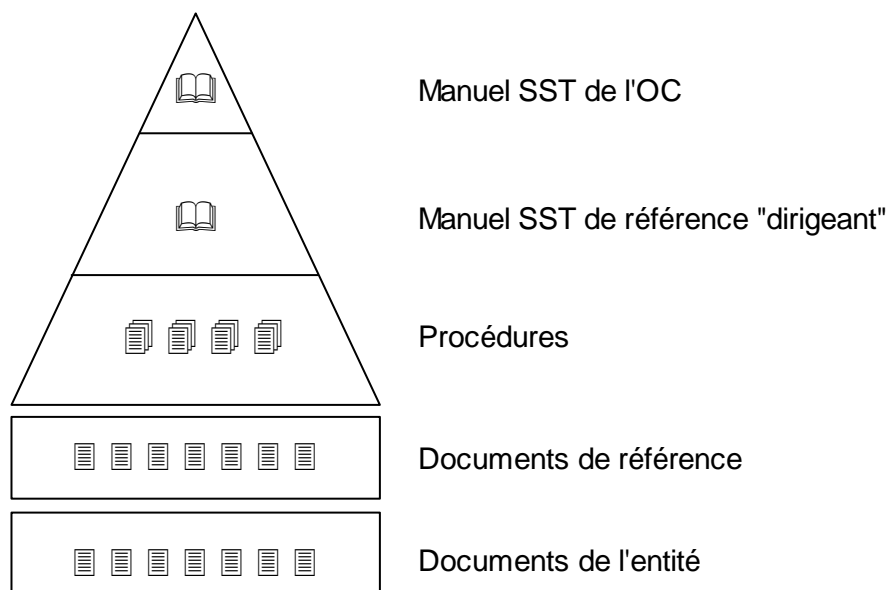 Manuel SST de l'OC
Manuel SST de référence "dirigeant"
Procédures
Documents de référence
Documents de l'entité